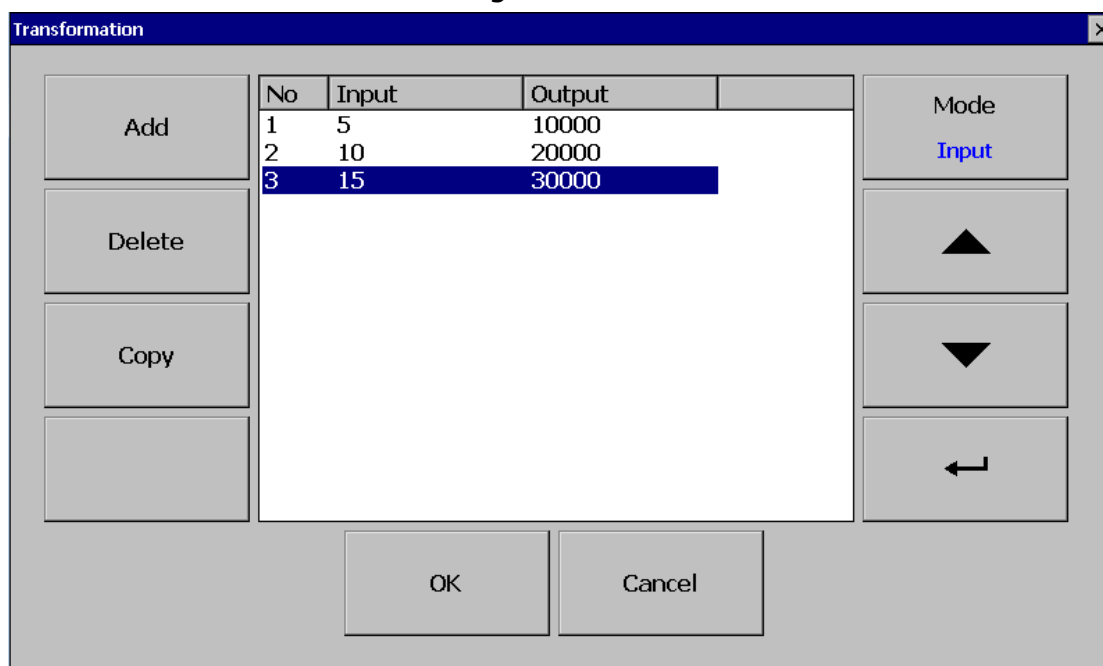 Transformation
Add
Delete
Copy
No Input Output
1 5 10000
2 10 20000
3 15 30000
Mode
Input
OK
Cancel